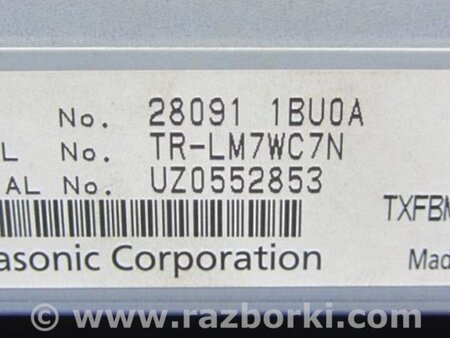 No. 28091 1BU0A
L No. TR-LM7WC7N
AL No. UZ0552853
TXFBM
asonic Corporation
Mad
© www.razborki.com